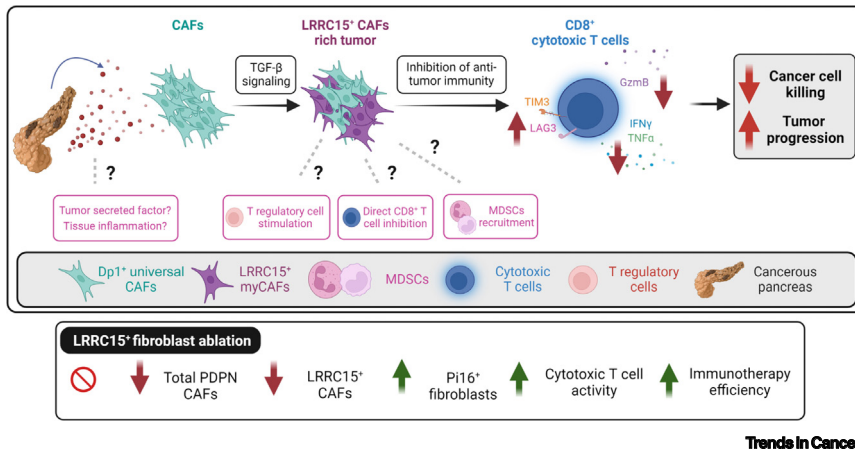 CAFs
LRRC15⁺ CAFs
rich tumor
CD8⁺
cytotoxic T cells
TGF-β
signaling
Inhibition of anti-
tumor immunity
GzmB
TIM3
LAG3
IFNγ
TNFα
Cancer cell
killing
Tumor
progression
?
?
?
?
Tumor secreted factor?
Tissue inflammation?
T regulatory cell
stimulation
Direct CD8⁺ T
cell inhibition
MDSCs
recruitment
Dp1⁺ universal
CAFs
LRRC15⁺
myCAFs
MDSCs
Cytotoxic
T cells
T regulatory
cells
Cancerous
pancreas
LRRC15⁺ fibroblast ablation
Total PDPN
CAFs
LRRC15⁺
CAFs
Pi16⁺
fibroblasts
Cytotoxic T cell
activity
Immunotherapy
efficiency
Trends in Cance